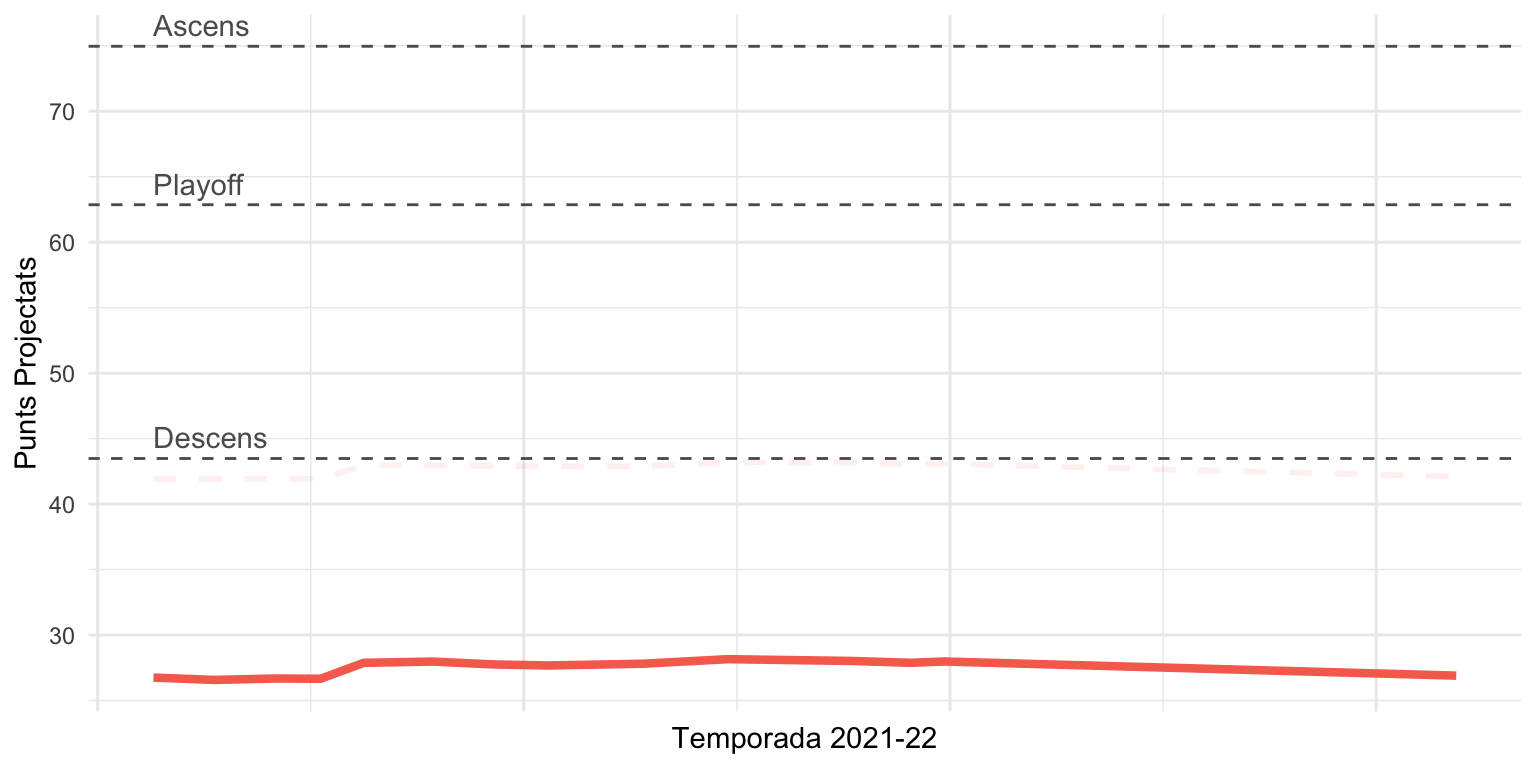 Ascens
70
Playoff
60
Punts Projectats
50
Descens
40
30
Temporada 2021-22